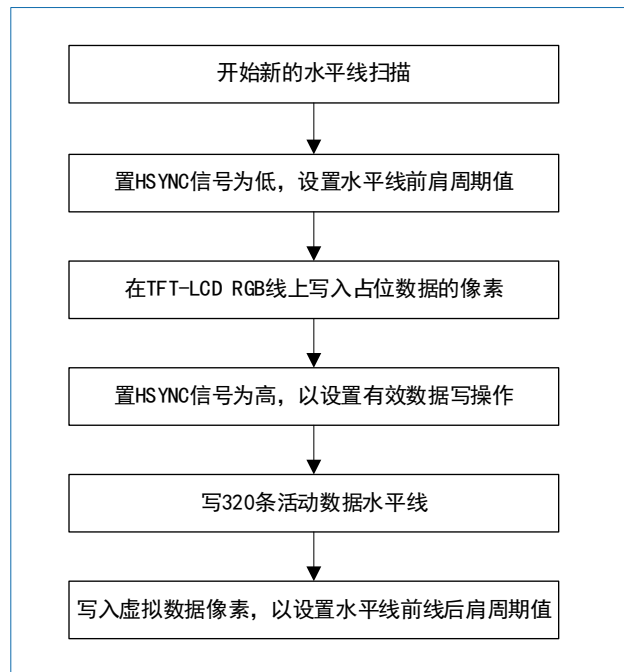 开始新的水平线扫描
置HSYNC信号为低，设置水平线前肩周期值
在TFT-LCD RGB线上写入占位数据的像素
置HSYNC信号为高，以设置有效数据写操作
写320条活动数据水平线
写入虚拟数据像素，以设置水平线前线后肩周期值